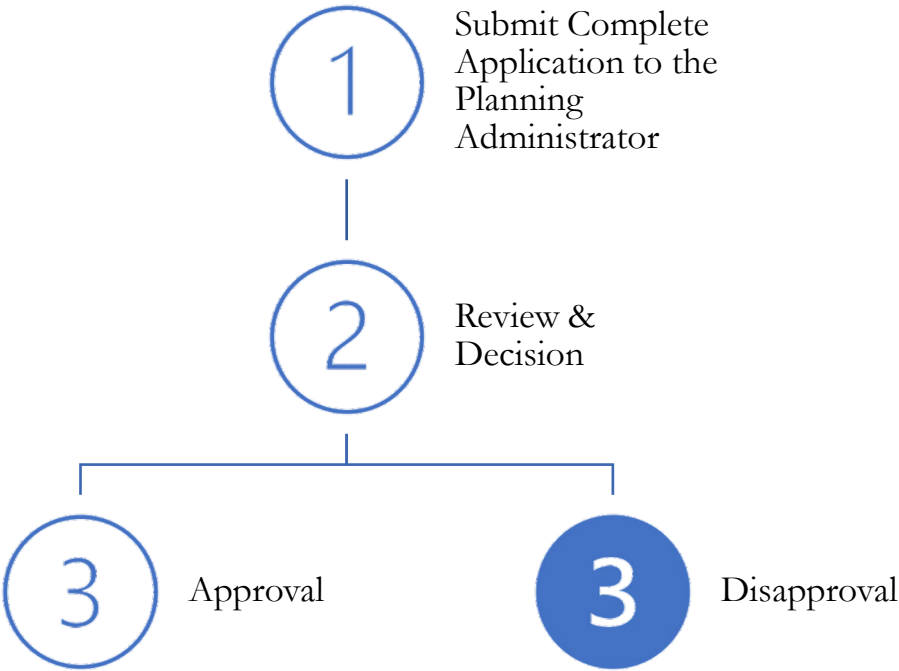 1
Submit Complete
Application to the
Planning
Administrator
2
Review &
Decision
3
Approval
3
Disapproval